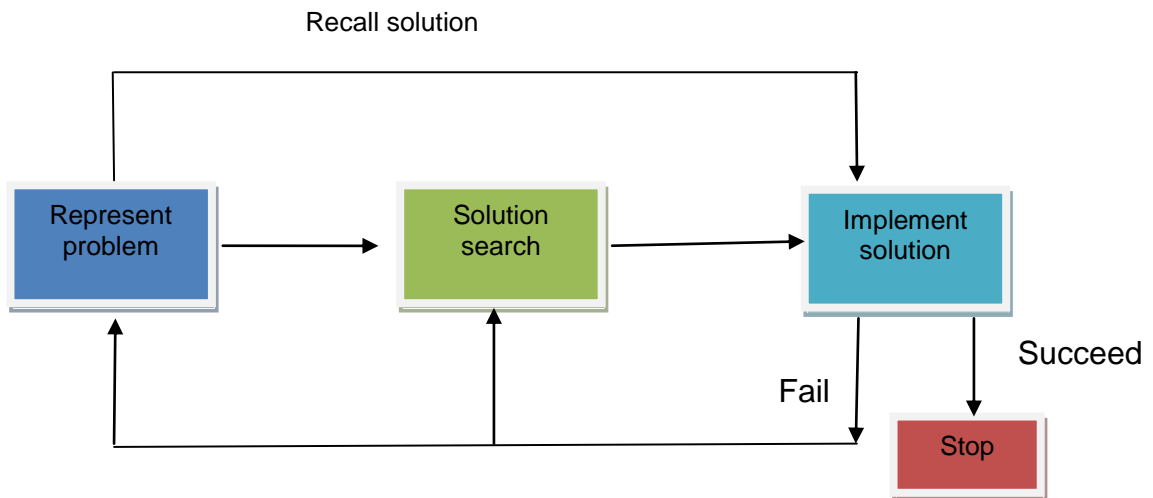 Recall solution
Represent
problem
Solution
search
Implement
solution
Succeed
Fail
Stop